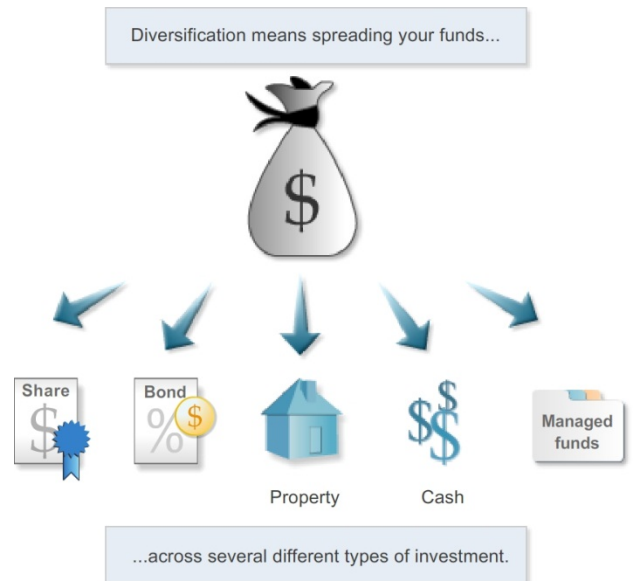 Diversification means spreading your funds...
$
Share
$
Bond
%
$
Property
$
$
$
Cash
Managed
funds
...across several different types of investment.